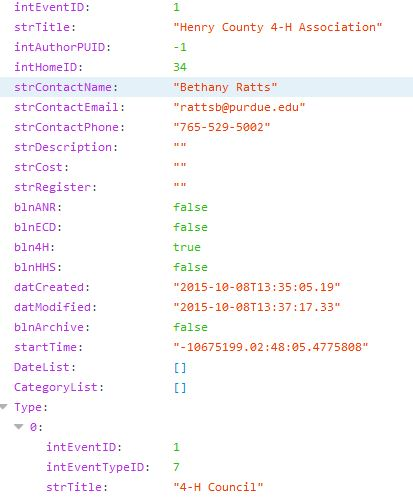 intEventID: 1
strTitle: "Henry County 4-H Association"
intAuthorPUID: -1
intHomeID: 34
strContactName: "Bethany Ratts"
strContactEmail: "rattsb@purdue.edu"
strContactPhone: "765-529-5002"
strDescription: ""
strCost: ""
strRegister: ""
blnANR: false
blnECD: false
bln4H: true
blnHHS: false
datCreated: "2015-10-08T13:35:05.19"
datModified: "2015-10-08T13:37:17.33"
blnArchive: false
startTime: "-10675199.02:48:05.4775808"
DateList: []
CategoryList: []
Type:
0:
intEventID: 1
intEventTypeID: 7
strTitle: "4-H Council"